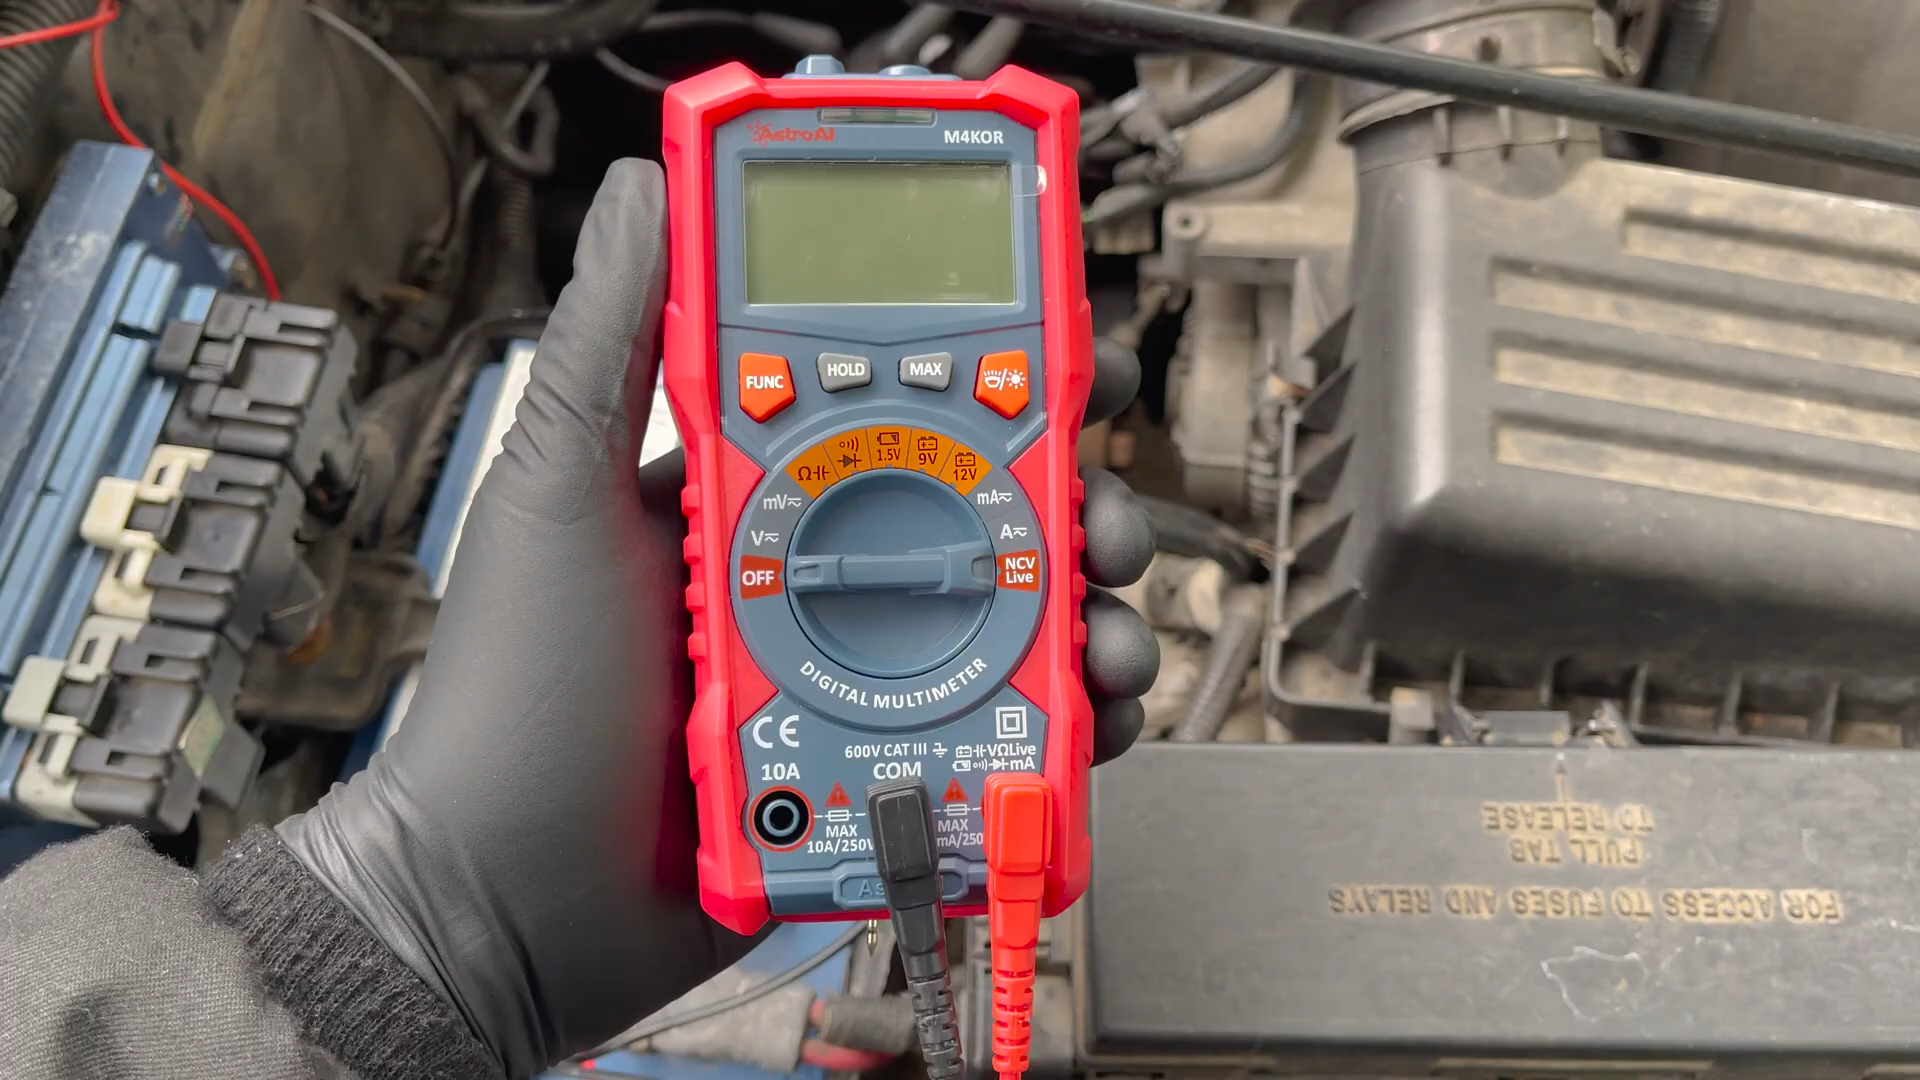 AstroAI
M4KOR
FUNC
HOLD
MAX
Ω
1.5V
9V
12V
mV
mA
V
A
OFF
NCV
Live
DIGITAL MULTIMETER
CE
600V CAT III
VΩLive
10A
COM
mA
MAX
10A/250V
MAX
mA/250
As
FOR ACCESS TO FUSES AND RELAYS
PULL TAB
TO RELEASE